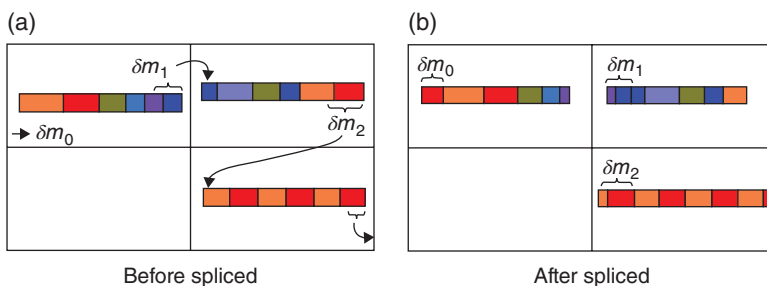 (a)
δm1
δm2
δm0
Before spliced
(b)
δm0
δm1
δm2
After spliced